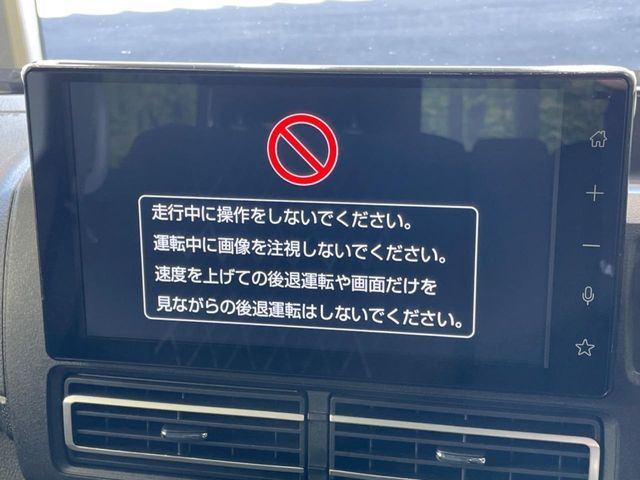 走行中に操作をしないでください。
運転中に画像を注視しないでください。
速度を上げての後退運転や画面だけを
見ながらの後退運転はしないでください。